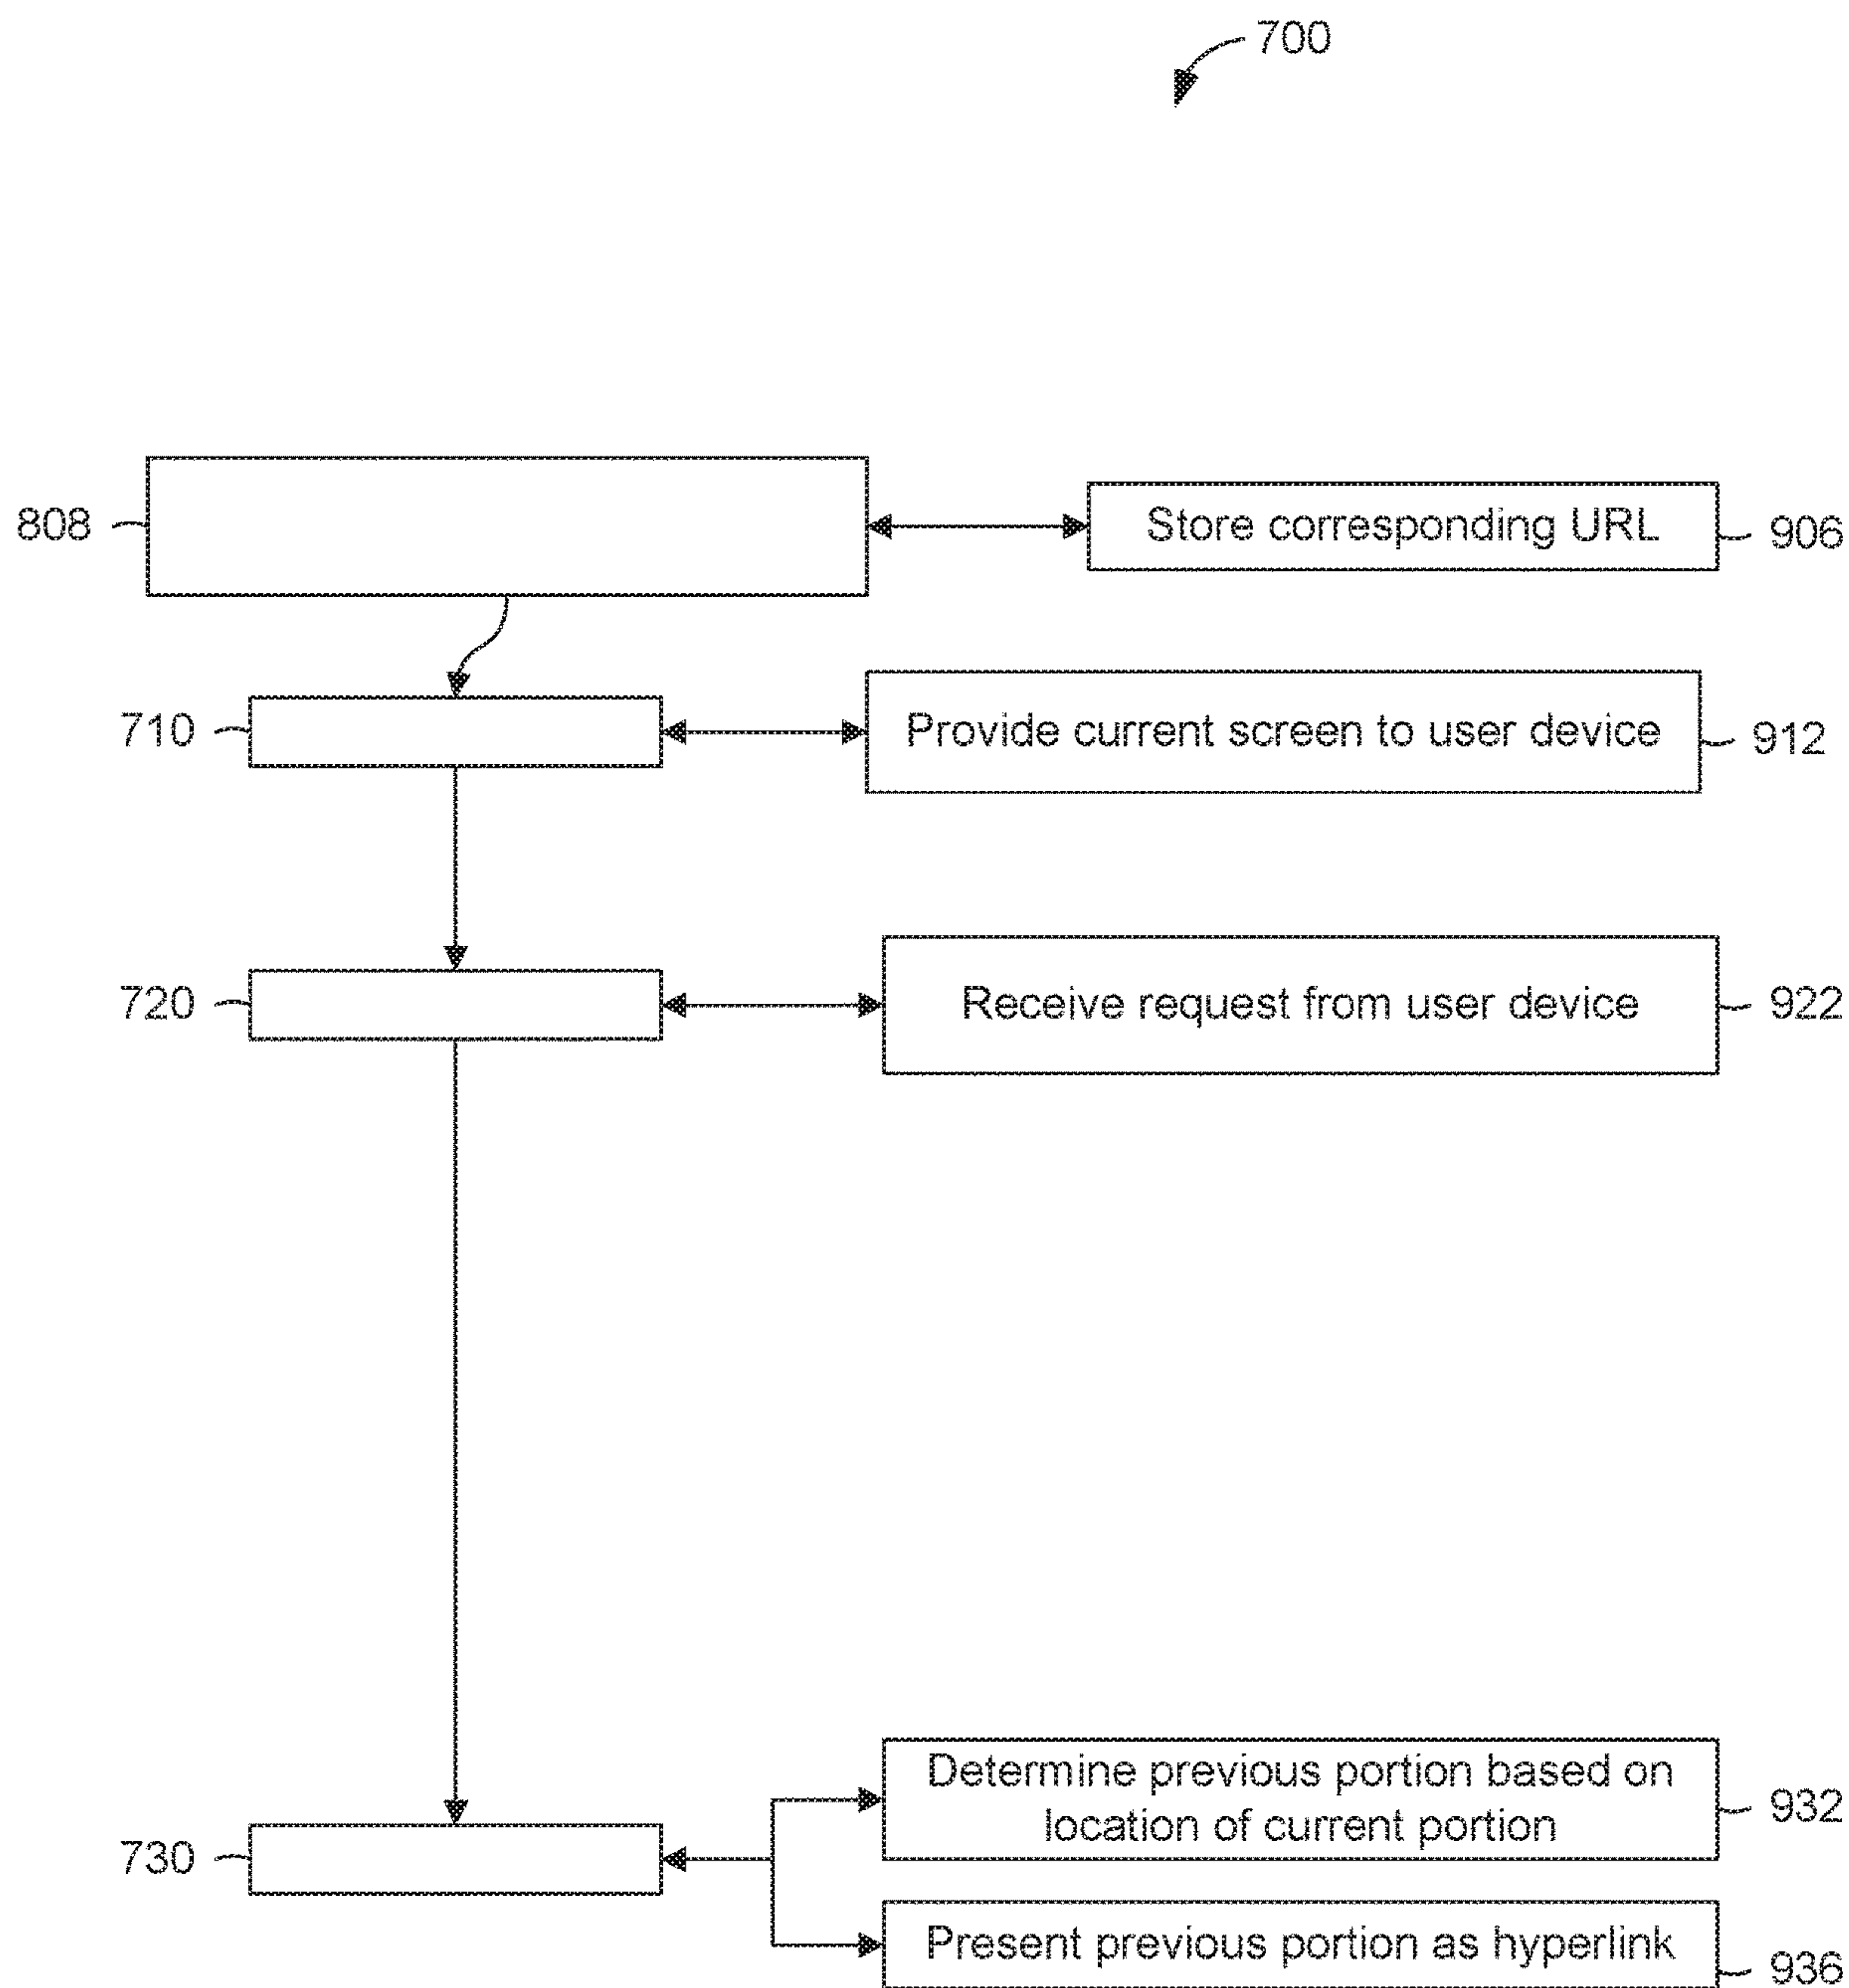 700
808
Store corresponding URL
906
710
Provide current screen to user device
912
720
Receive request from user device
922
Determine previous portion based on
location of current portion
932
730
Present previous portion as hyperlink
936